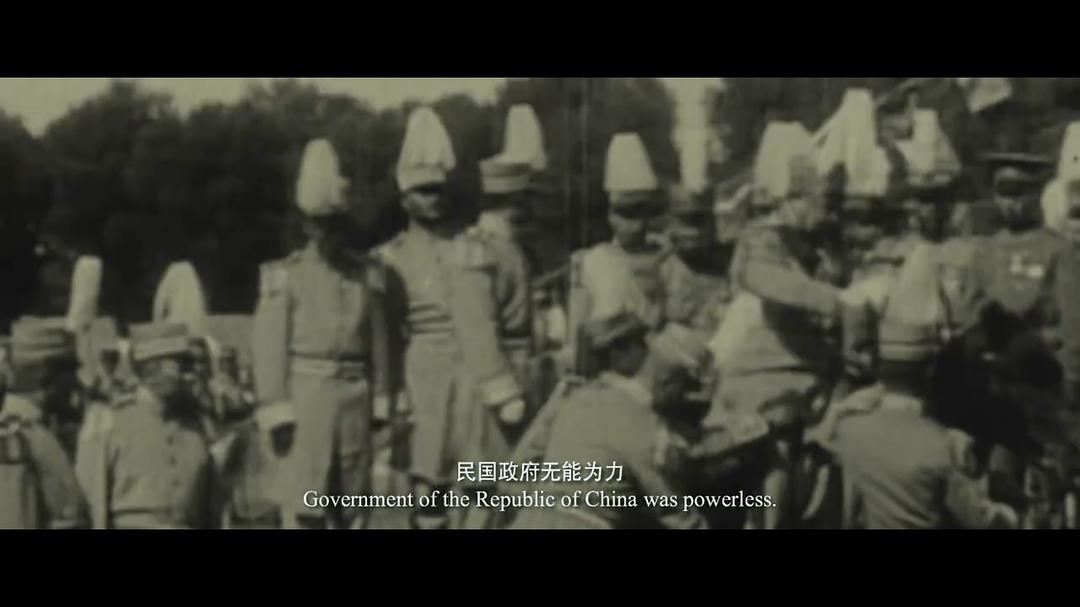 民国政府无能为力
Government of the Republic of China was powerless.